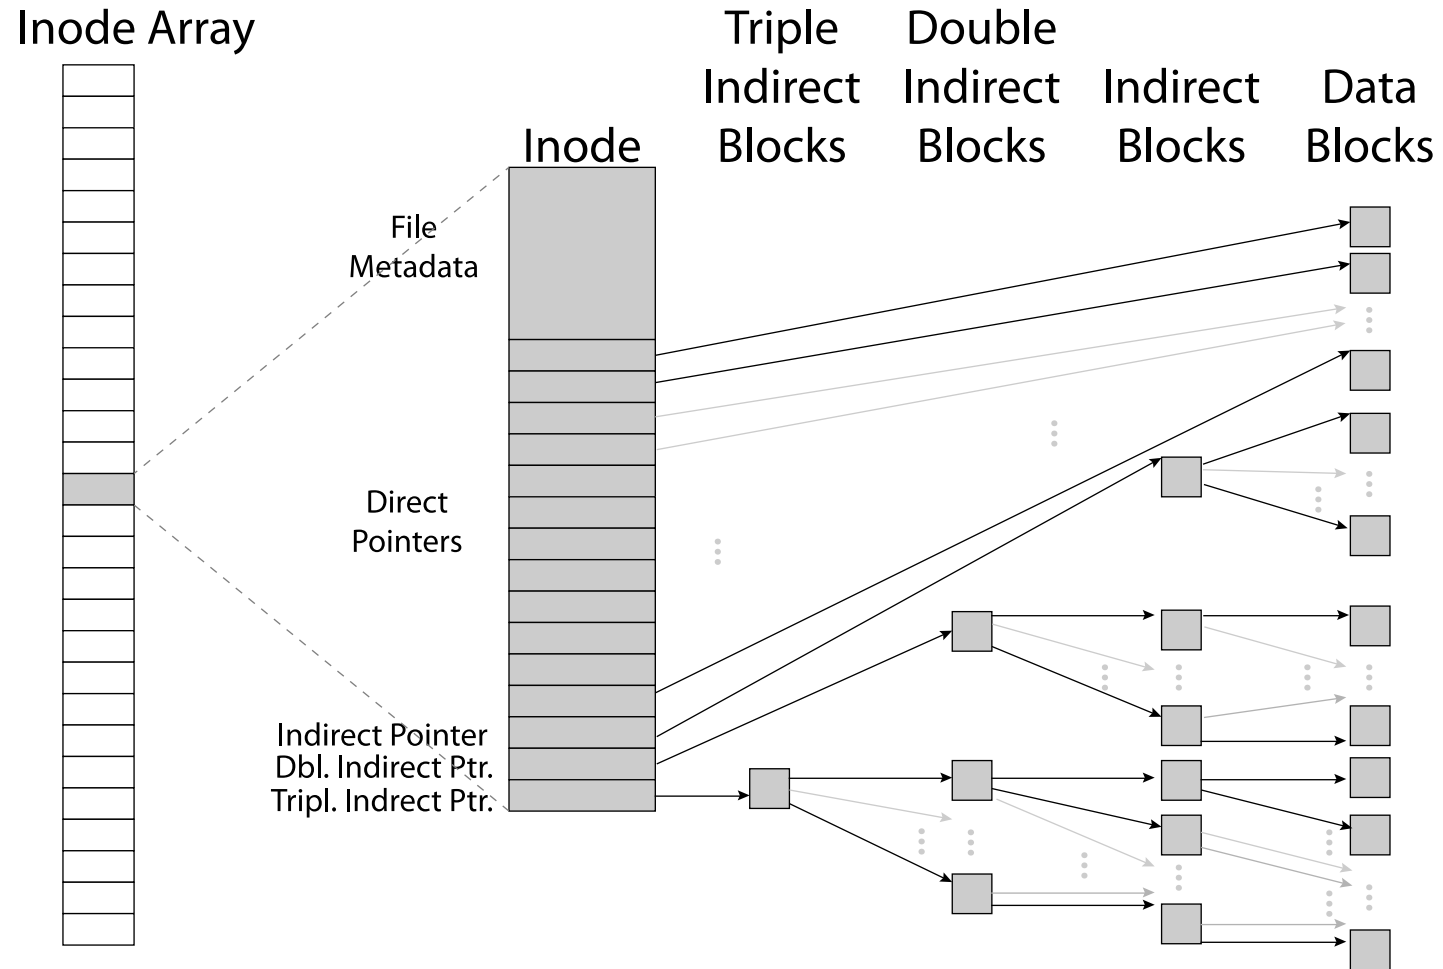 Inode Array
Triple
Indirect
Blocks
Double
Indirect
Blocks
Indirect
Blocks
Data
Blocks
Inode
File
Metadata
Direct
Pointers
Indirect Pointer
Dbl. Indirect Ptr.
Tripl. Indirect Ptr.